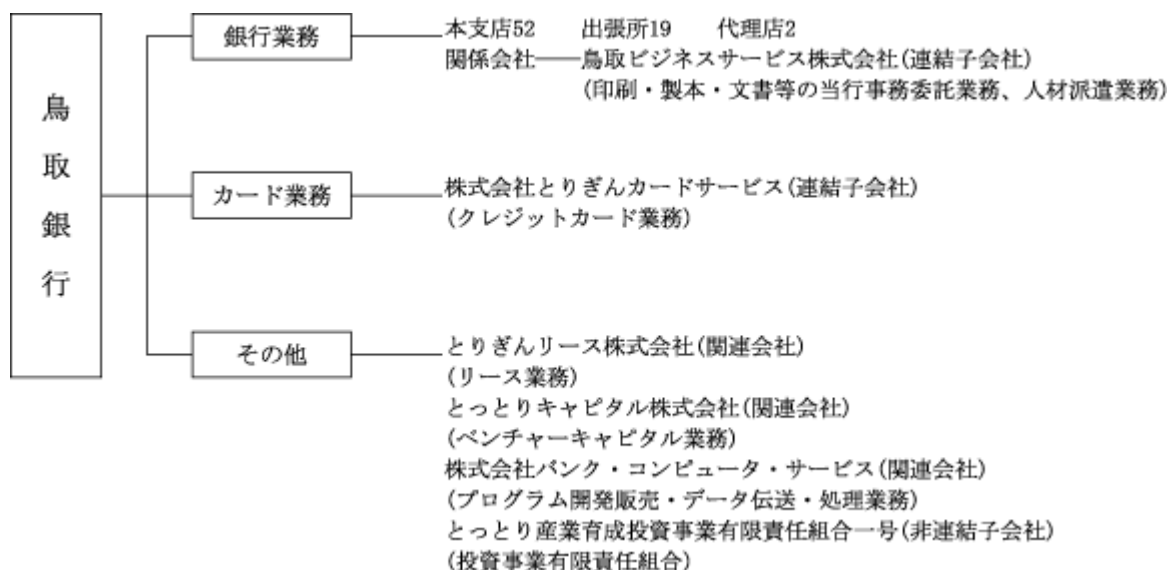 鳥取銀行
銀行業務
本支店52　出張所19　代理店2
関係会社──鳥取ビジネスサービス株式会社(連結子会社)
(印刷・製本・文書等の当行事務委託業務、人材派遣業務)
カード業務
株式会社とりぎんカードサービス(連結子会社)
(クレジットカード業務)
その他
とりぎんリース株式会社(関連会社)
(リース業務)
とっとりキャピタル株式会社(関連会社)
(ベンチャーキャピタル業務)
株式会社バンク・コンピュータ・サービス(関連会社)
(プログラム開発販売・データ伝送・処理業務)
とっとり産業育成投資事業有限責任組合一号(非連結子会社)
(投資事業有限責任組合)